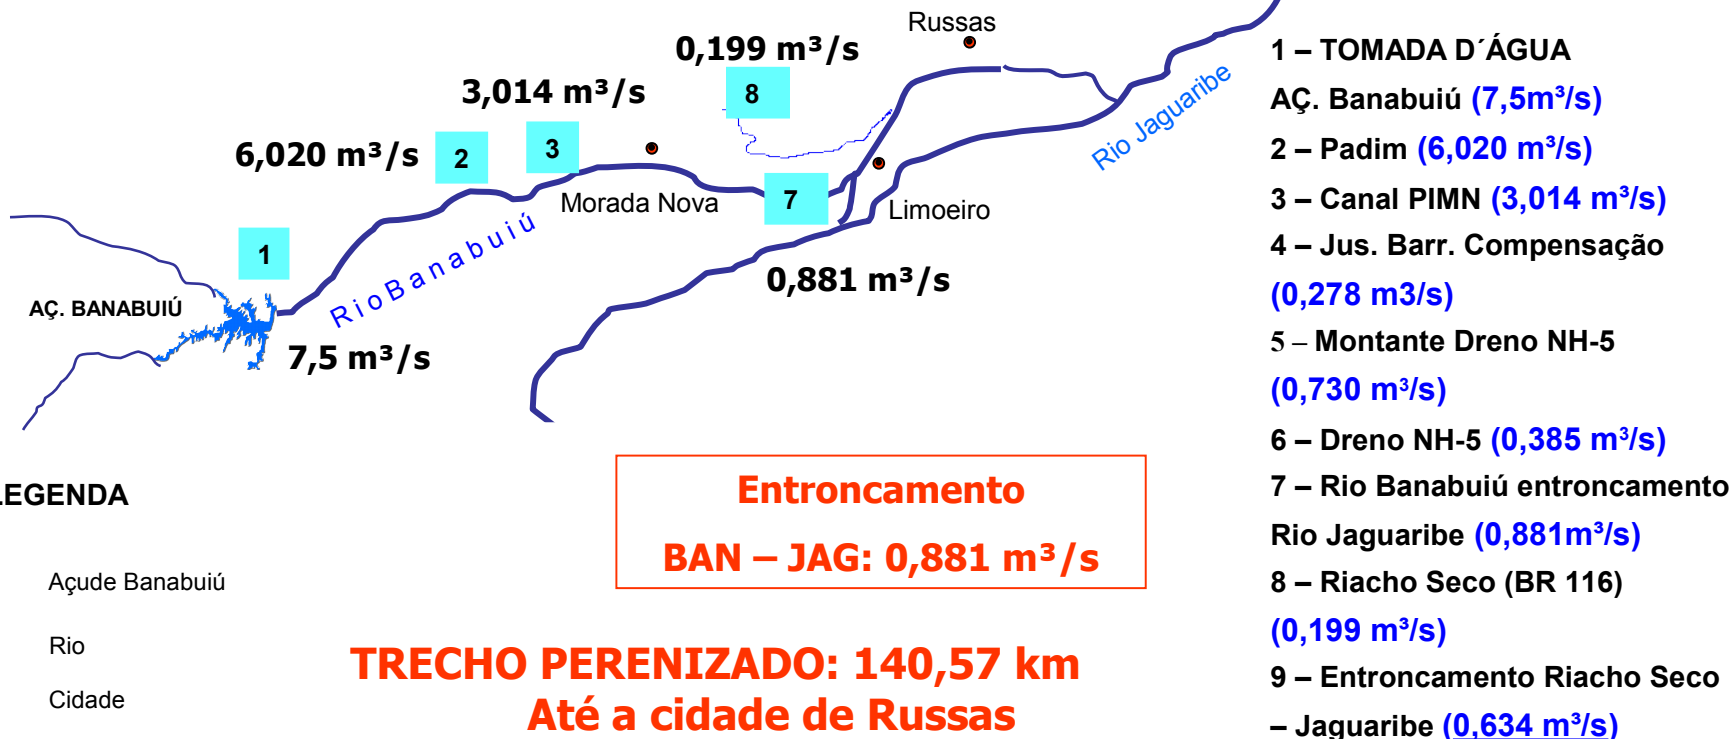 Russas
0,199 m³/s
8
3,014 m³/s
Rio Jaguaribe
6,020 m³/s
2
3
Morada Nova
7
Limoeiro
1
Rio Banabuiú
0,881 m³/s
AÇ. BANABUIÚ
7,5 m³/s
LEGENDA
Açude Banabuiú
Rio
Cidade
Entroncamento
BAN – JAG: 0,881 m³/s
TRECHO PERENIZADO: 140,57 km
Até a cidade de Russas
1 – TOMADA D´ÁGUA
AÇ. Banabuiú (7,5m³/s)
2 – Padim (6,020 m³/s)
3 – Canal PIMN (3,014 m³/s)
4 – Jus. Barr. Compensação
(0,278 m3/s)
5 – Montante Dreno NH-5
(0,730 m³/s)
6 – Dreno NH-5 (0,385 m³/s)
7 – Rio Banabuiú entroncamento
Rio Jaguaribe (0,881m³/s)
8 – Riacho Seco (BR 116)
(0,199 m³/s)
9 – Entroncamento Riacho Seco
– Jaguaribe (0,634 m³/s)